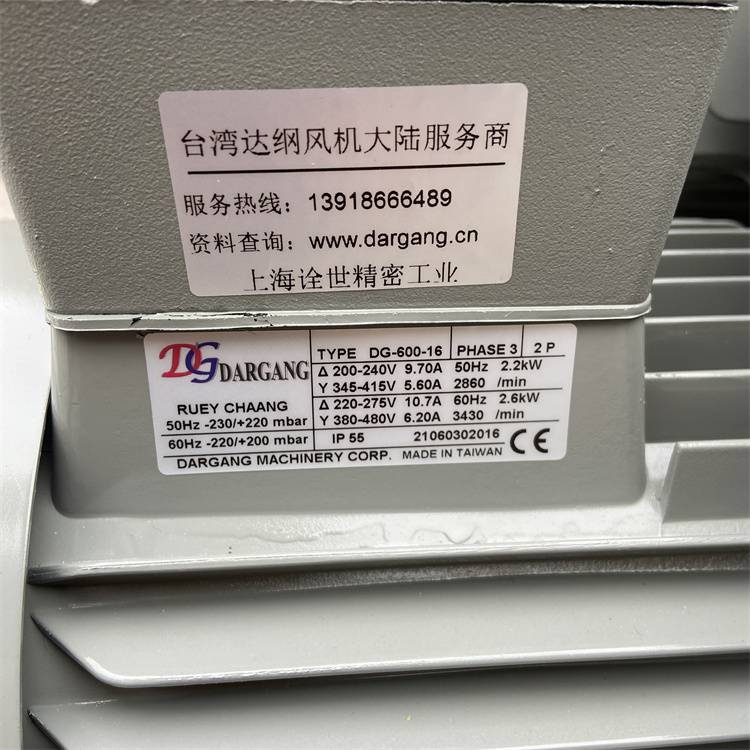 台湾达纲风机大陆服务商
服务热线：13918666489
资料查询：www.dargang.cn
上海诠世精密工业
DG DARGANG
RUEY CHAANG
50Hz -230/+220 mbar
60Hz -220/+200 mbar
TYPE DG-600-16 PHASE 3 2 P
Δ 200-240V 9.70A 50Hz 2.2kW
Y 345-415V 5.60A 2860 /min
Δ 220-275V 10.7A 60Hz 2.6kW
Y 380-480V 6.20A 3430 /min
IP 55 21060302016 CE
DARGANG MACHINERY CORP. MADE IN TAIWAN